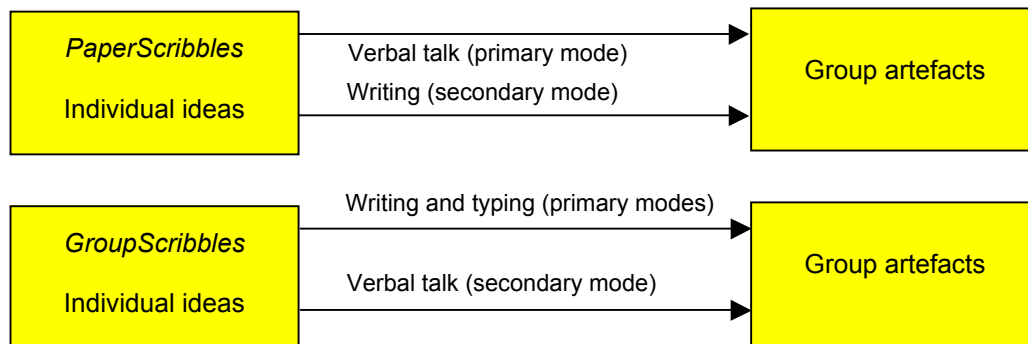 PaperScribbles
Individual ideas
Verbal talk (primary mode)
Writing (secondary mode)
Group artefacts
GroupScribbles
Individual ideas
Writing and typing (primary modes)
Verbal talk (secondary mode)
Group artefacts